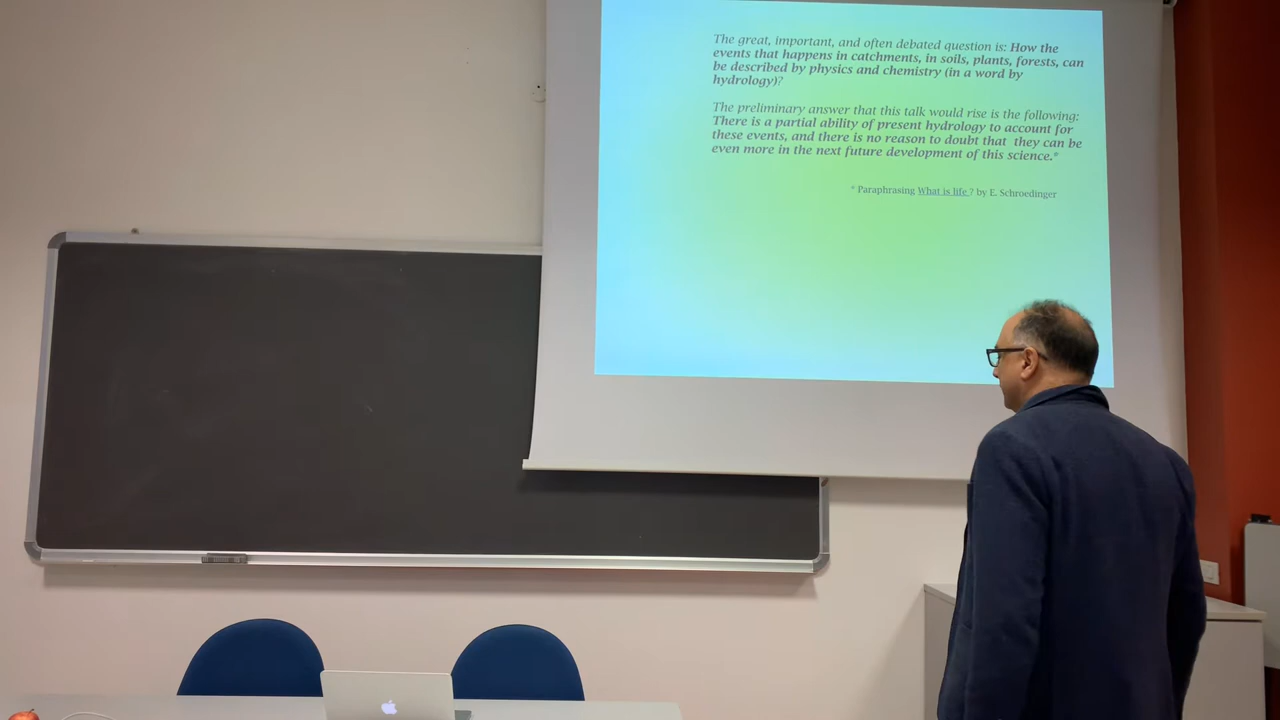 The great, important, and often debated question is: How the
events that happens in catchments, in soils, plants, forests, can
be described by physics and chemistry (in a word by
hydrology)?
The preliminary answer that this talk would rise is the following:
There is a partial ability of present hydrology to account for
these events, and there is no reason to doubt that they can be
even more in the next future development of this science.*
* Paraphrasing What is life ? by E. Schroedinger